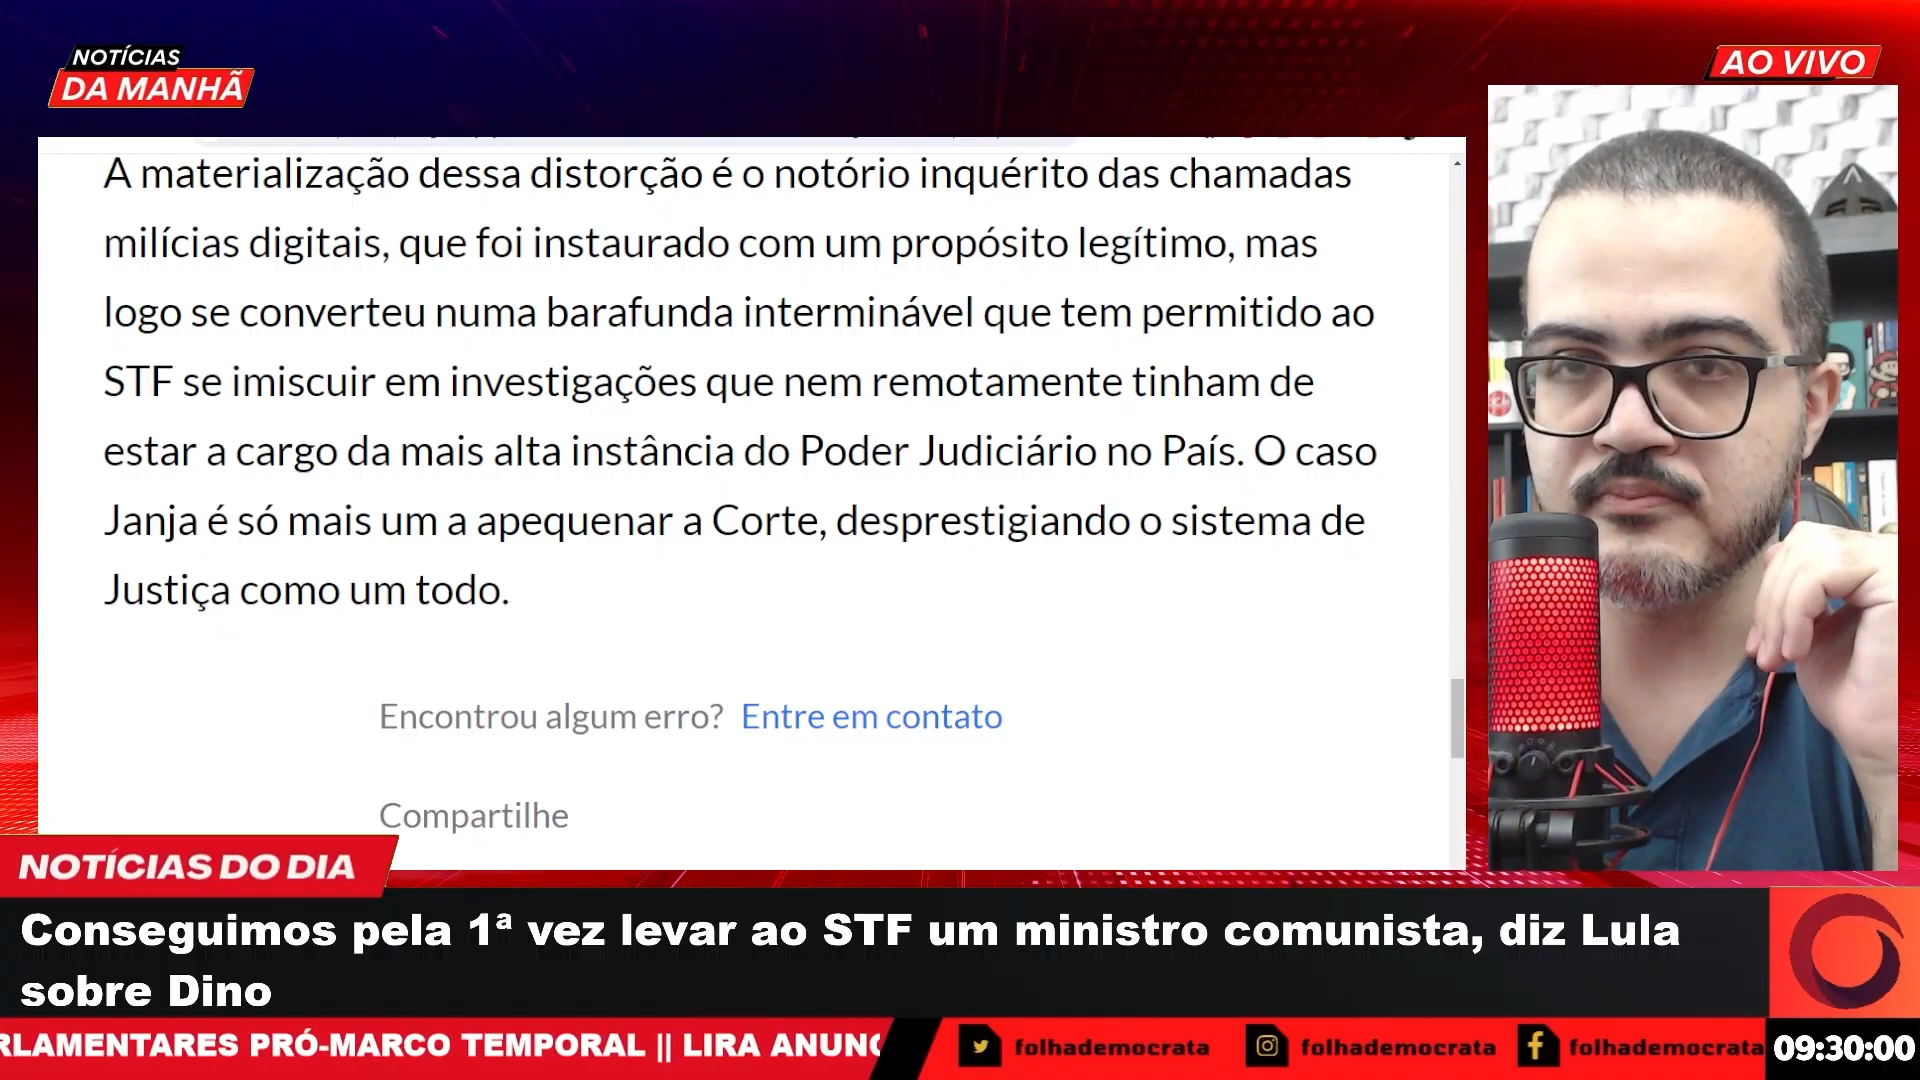 NOTÍCIAS
DA MANHÃ
AO VIVO
A materialização dessa distorção é o notório inquérito das chamadas
milícias digitais, que foi instaurado com um propósito legítimo, mas
logo se converteu numa barafunda interminável que tem permitido ao
STF se imiscuir em investigações que nem remotamente tinham de
estar a cargo da mais alta instância do Poder Judiciário no País. O caso
Janja é só mais um a apequenar a Corte, desprestigiando o sistema de
Justiça como um todo.
Encontrou algum erro? Entre em contato
Compartilhe
NOTÍCIAS DO DIA
Conseguimos pela 1ª vez levar ao STF um ministro comunista, diz Lula
sobre Dino
RLAMENTARES PRÓ-MARCO TEMPORAL || LIRA ANUNC
folhademocrata
folhademocrata
folhademocrata
09:30:00